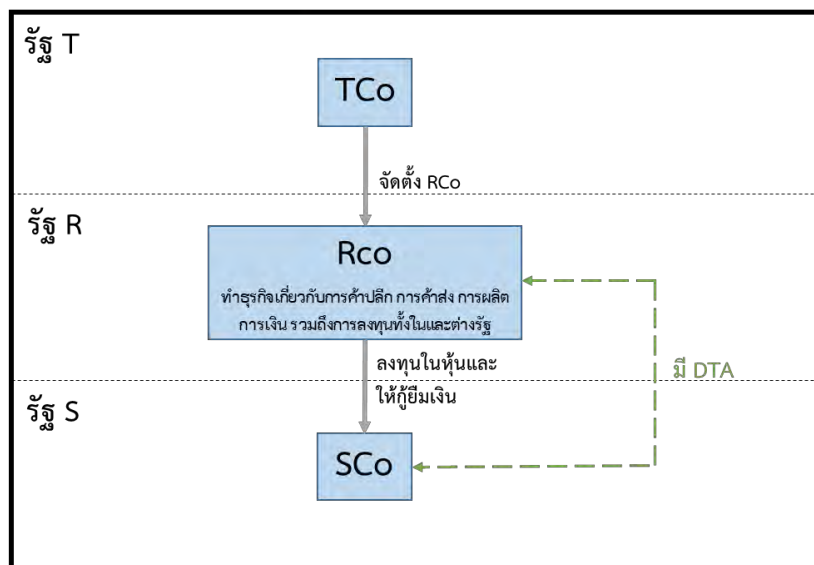 รัฐ T
TCo
จัดตั้ง RCo
รัฐ R
Rco
ทำธุรกิจเกี่ยวกับการค้าปลีก การค้าส่ง การผลิต
การเงิน รวมถึงการลงทุนทั้งในและต่างรัฐ
ลงทุนในหุ้นและ
ให้กู้ยืมเงิน
มี DTA
รัฐ S
SCo